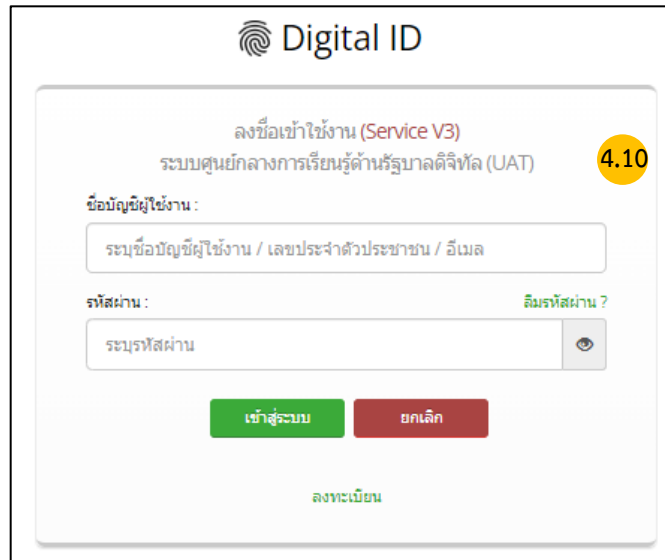 Digital ID
ลงชื่อเข้าใช้งาน (Service V3)
ระบบศูนย์กลางการเรียนรู้ด้านรัฐบาลดิจิทัล (UAT)
4.10
ชื่อบัญชีผู้ใช้งาน :
ระบุชื่อบัญชีผู้ใช้งาน / เลขประจำตัวประชาชน / อีเมล
รหัสผ่าน :
ลืมรหัสผ่าน ?
ระบุรหัสผ่าน
เข้าสู่ระบบ
ยกเลิก
ลงทะเบียน